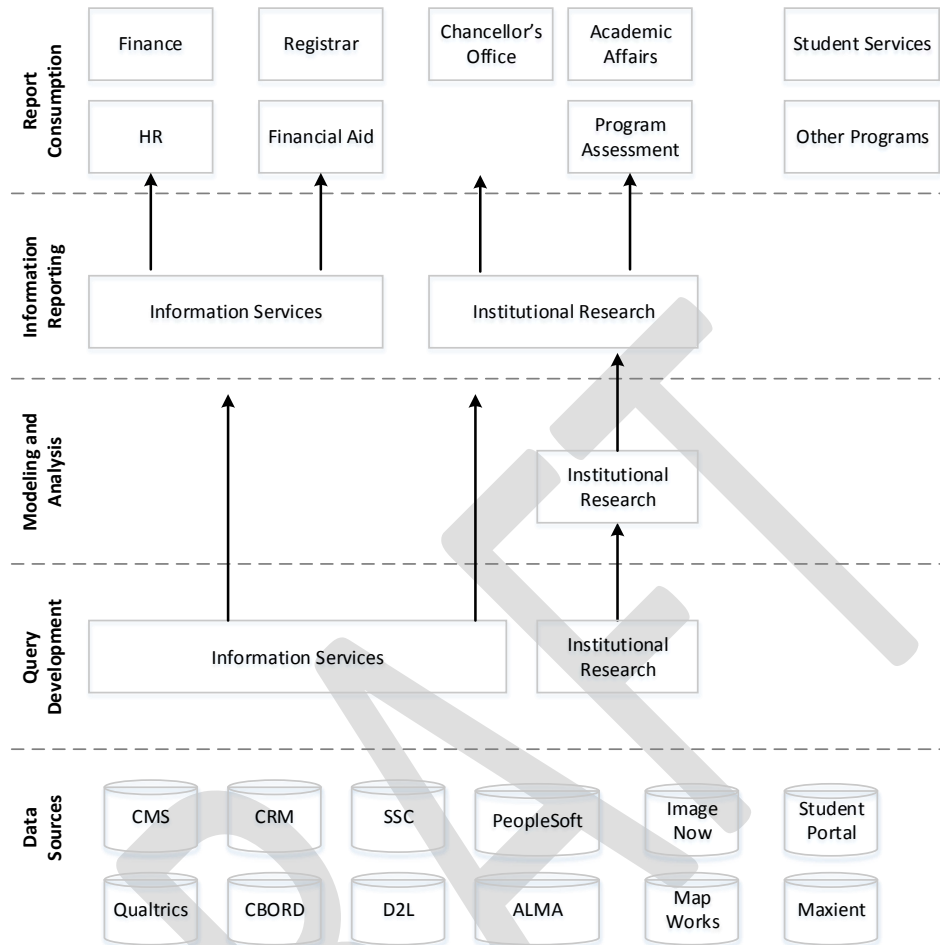 Report
Consumption
Finance
Registrar
Chancellor's
Office
Academic
Affairs
Student Services
HR
Financial Aid
Program
Assessment
Other Programs
Information
Reporting
Information Services
Institutional Research
Modeling and
Analysis
Institutional
Research
Query
Development
Information Services
Institutional
Research
Data
Sources
CMS
CRM
SSC
PeopleSoft
Image
Now
Student
Portal
Qualtrics
CBORD
D2L
ALMA
Map
Works
Maxient
DRAFT